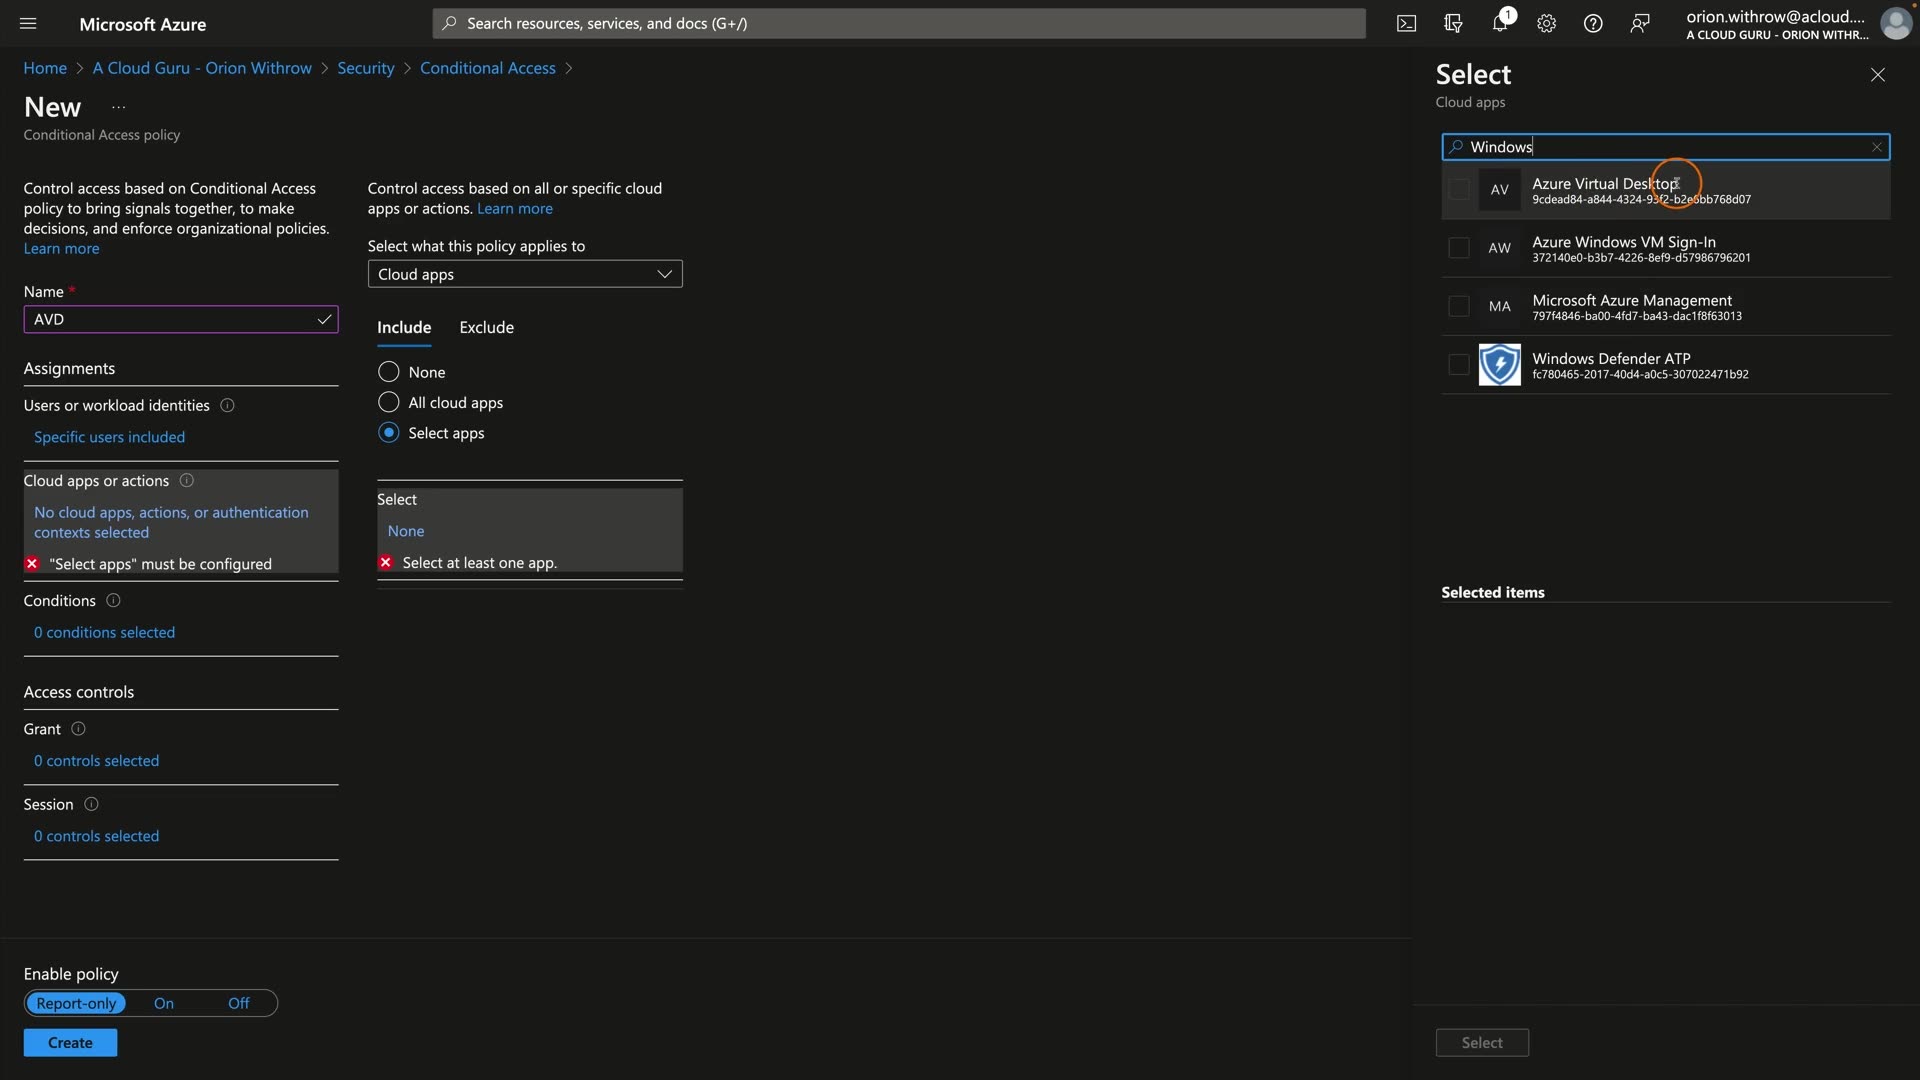 Microsoft Azure
Search resources, services, and docs (G+/)
1
orion.withrow@acloud....
A CLOUD GURU - ORION WITHR...
Home > A Cloud Guru - Orion Withrow > Security > Conditional Access >
New ...
Conditional Access policy
Control access based on Conditional Access
policy to bring signals together, to make
decisions, and enforce organizational policies.
Learn more
Name *
AVD
Assignments
Users or workload identities
Specific users included
Cloud apps or actions
No cloud apps, actions, or authentication
contexts selected
"Select apps" must be configured
Conditions
0 conditions selected
Access controls
Grant
0 controls selected
Session
0 controls selected
Enable policy
Report-only On Off
Create
Control access based on all or specific cloud
apps or actions. Learn more
Select what this policy applies to
Cloud apps
Include Exclude
None
All cloud apps
Select apps
Select
None
Select at least one app.
Select
Cloud apps
Windows
AV
Azure Virtual Desktop
9cdead84-a844-4324-93f2-b2e6bb768d07
AW
Azure Windows VM Sign-In
372140e0-b3b7-4226-8ef9-d57986796201
MA
Microsoft Azure Management
797f4846-ba00-4fd7-ba43-dac1f8f63013
Windows Defender ATP
fc780465-2017-40d4-a0c5-307022471b92
Selected items
Select